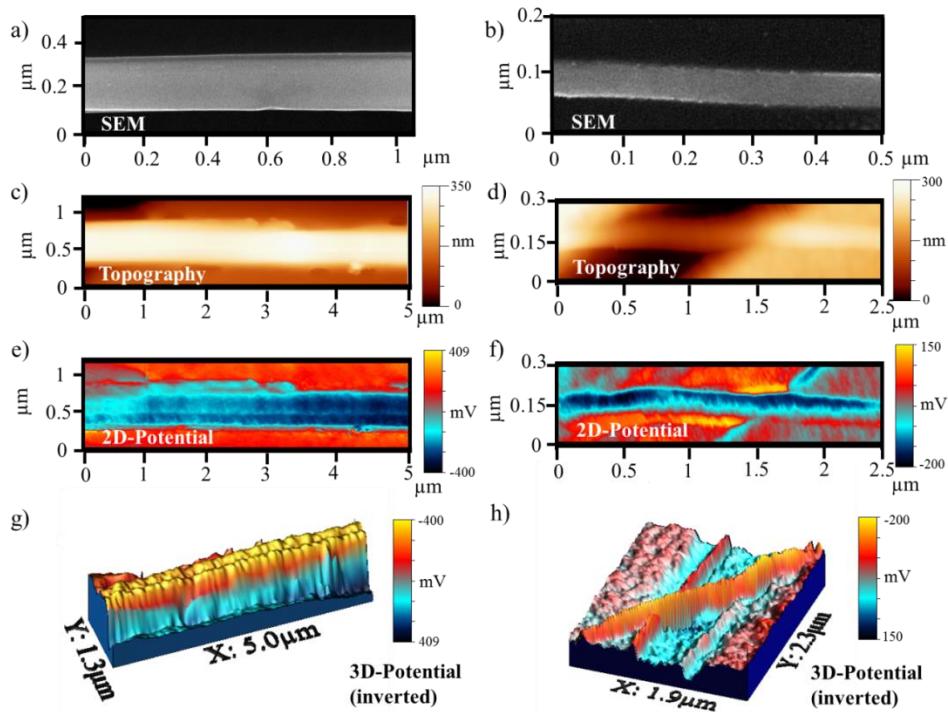 a)
0.4
0.2
0
µm
SEM
0 0.2 0.4 0.6 0.8 1 µm
b)
0.2
0.1
0
µm
SEM
0 0.1 0.2 0.3 0.4 0.5
µm
c)
1
0.5
0
µm
Topography
0 1 2 3 4 5
µm
350
nm
0
d)
0.3
0.15
0
µm
Topography
0 0.5 1 1.5 2 2.5
µm
300
nm
0
e)
1
0.5
0
µm
2D-Potential
0 1 2 3 4 5
µm
409
mV
-400
f)
0.3
0.15
0
µm
2D-Potential
0 0.5 1 1.5 2 2.5
µm
150
mV
-200
g)
Y: 1.3µm
X: 5.0µm
-400
mV
409
3D-Potential
(inverted)
h)
X: 1.9µm
Y: 2.3µm
-200
mV
150
3D-Potential
(inverted)